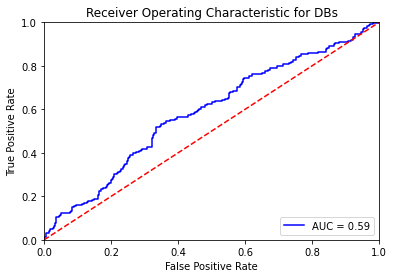 Receiver Operating Characteristic for DBs
1.0
0.8
0.6
0.4
0.2
0.0
True Positive Rate
AUC = 0.59
0.0 0.2 0.4 0.6 0.8 1.0
False Positive Rate